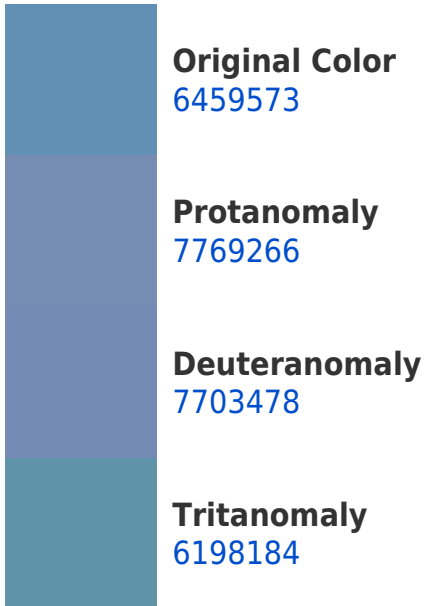 Original Color
6459573
Protanomaly
7769266
Deuteranomaly
7703478
Tritanomaly
6198184